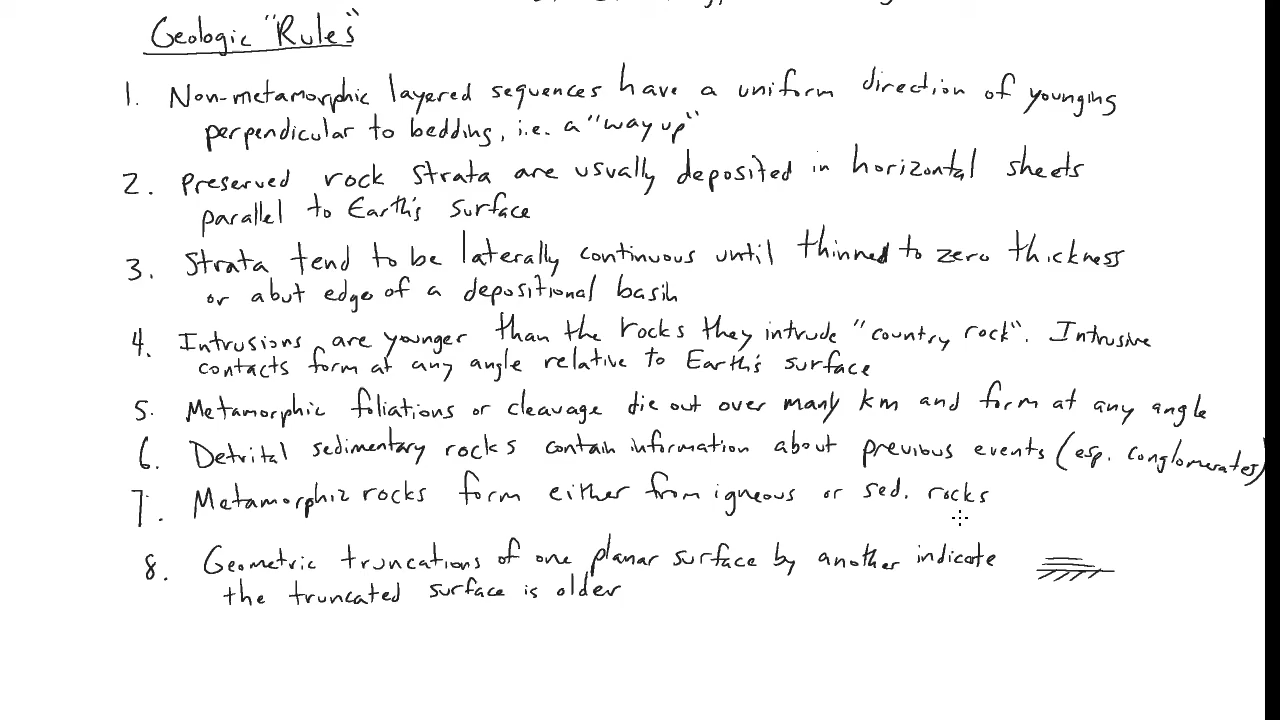 Geologic "Rules"
1. Non-metamorphic layered sequences have a uniform direction of younging
perpendicular to bedding, i.e. a "way up"
2. Preserved rock strata are usually deposited in horizontal sheets
parallel to Earth's surface
3. Strata tend to be laterally continuous until thinned to zero thickness
or abut edge of a depositional basin
4. Intrusions are younger than the rocks they intrude "country rock". Intrusive
contacts form at any angle relative to Earth's surface
5. Metamorphic foliations or cleavage die out over many km and form at any angle
6. Detrital sedimentary rocks contain information about previous events (esp. conglomerates)
7. Metamorphiz rocks form either from igneous or sed. rocks
8. Geometric truncations of one planar surface by another indicate
the truncated surface is older